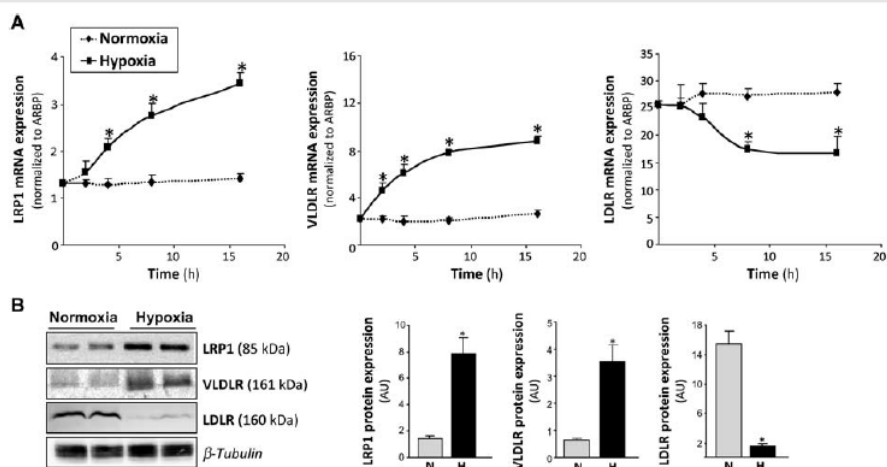 A
Normoxia
Hypoxia
LRP1 mRNA expression
(normalized to ARBP)
4
3
2
1
0
5
10
15
20
Time (h)
*
*
*
VLDLR mRNA expression
(normalized to ARBP)
16
12
8
4
0
5
10
15
20
Time (h)
*
*
*
*
LDLR mRNA expression
(normalized to ARBP)
35
30
25
20
15
10
5
0
5
10
15
20
Time (h)
*
*
B
Normoxia Hypoxia
LRP1 (85 kDa)
VLDLR (161 kDa)
LDLR (160 kDa)
β-Tubulin
LRP1 protein expression
(AU)
10
8
6
4
2
0
*
N H
VLDLR protein expression
(AU)
5
4
3
2
1
0
*
N H
LDLR protein expression
(AU)
18
14
10
6
2
*
N H